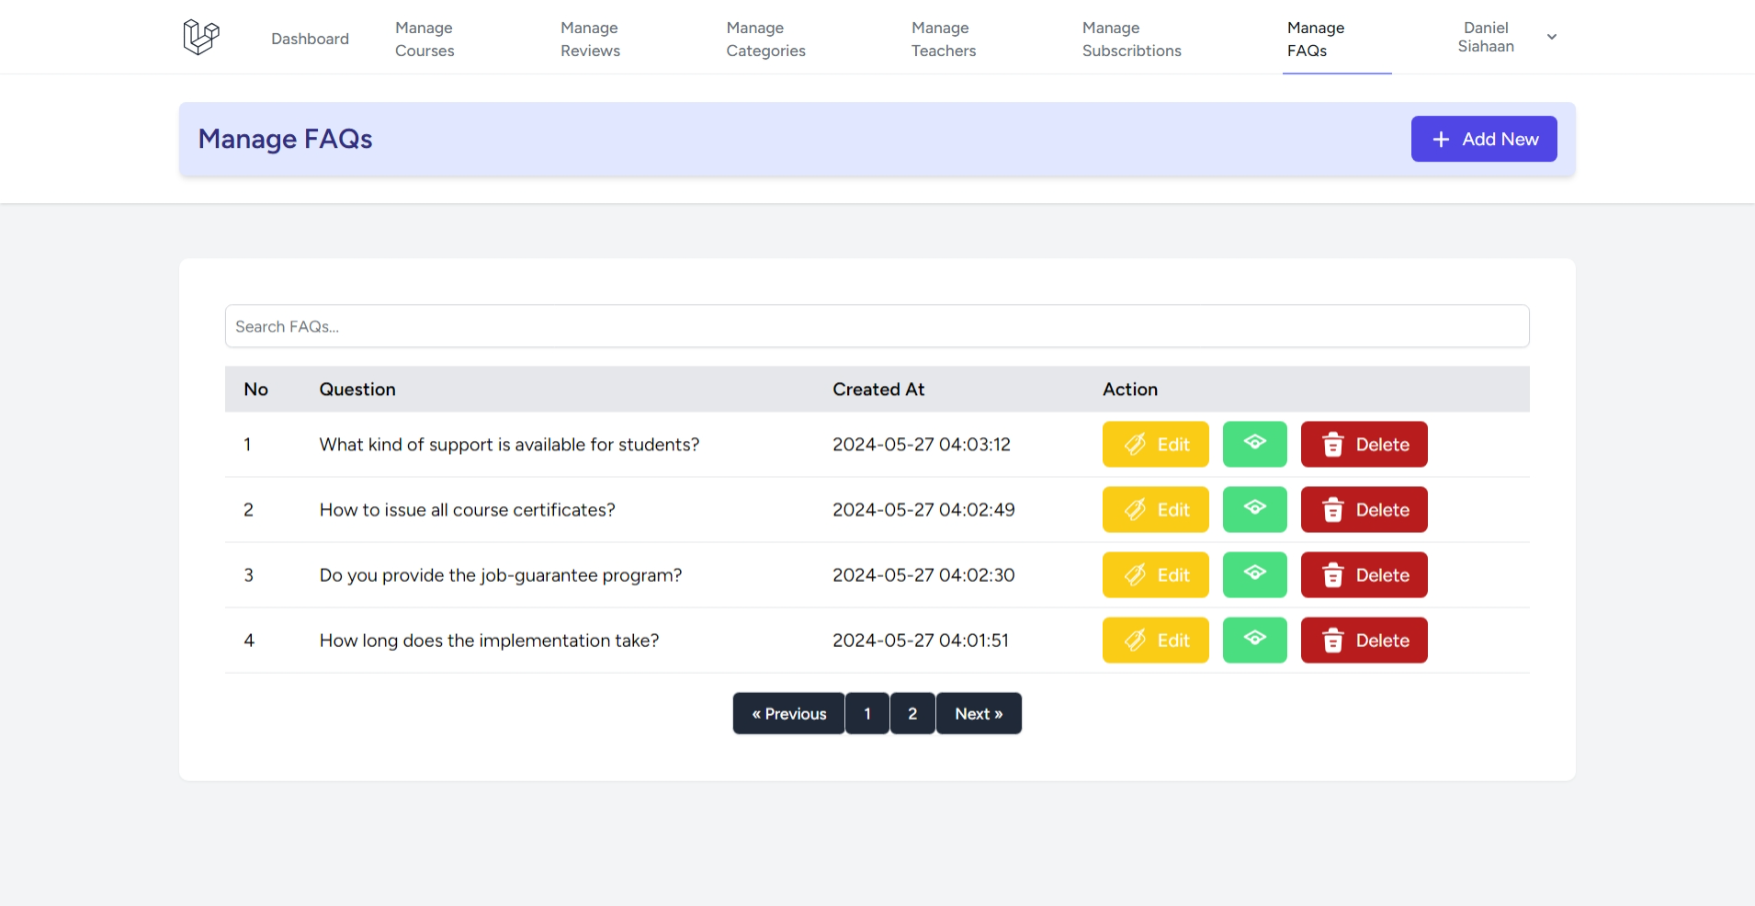 Dashboard
Manage
Courses
Manage
Reviews
Manage
Categories
Manage
Teachers
Manage
Subscribtions
Manage
FAQs
Daniel
Siahaan
Manage FAQs
Add New
Search FAQs...
No Question Created At Action
1 What kind of support is available for students? 2024-05-27 04:03:12 Edit Delete
2 How to issue all course certificates? 2024-05-27 04:02:49 Edit Delete
3 Do you provide the job-guarantee program? 2024-05-27 04:02:30 Edit Delete
4 How long does the implementation take? 2024-05-27 04:01:51 Edit Delete
« Previous 1 2 Next »